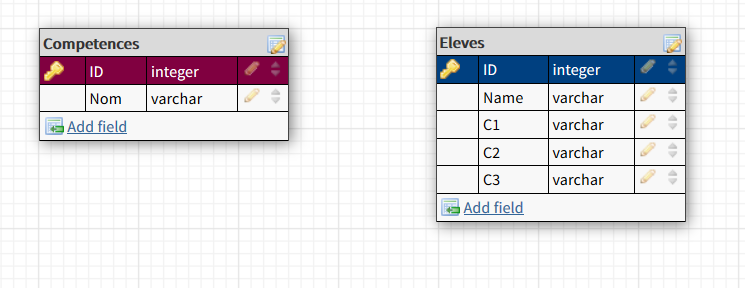 Competences
ID integer
Nom varchar
Add field
Eleves
ID integer
Name varchar
C1 varchar
C2 varchar
C3 varchar
Add field